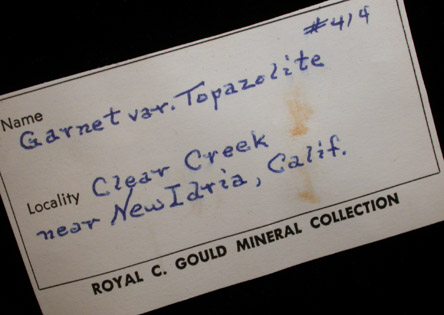 #414
Name Garnet var. Topazolite
Locality Clear Creek
near New Idria, Calif.
ROYAL C. GOULD MINERAL COLLECTION